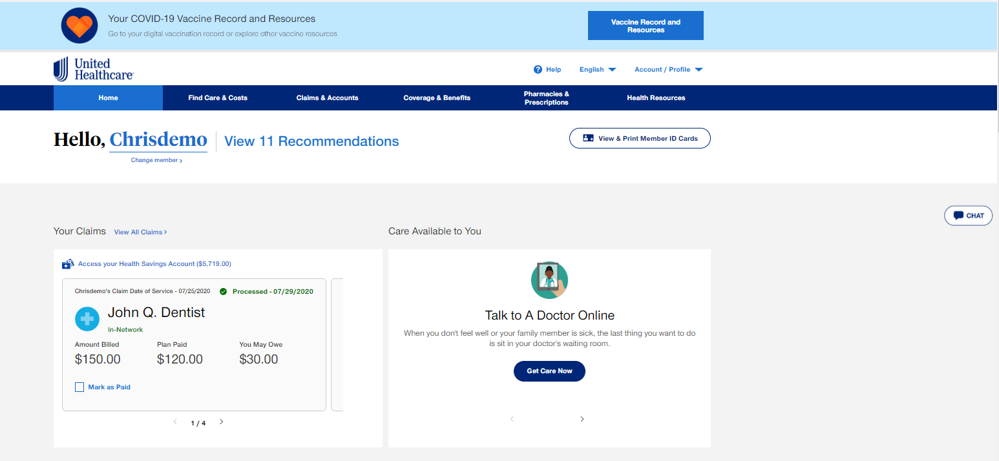 Your COVID-19 Vaccine Record and Resources
Go to your digital vaccination record or explore other vaccine resources
Vaccine Record and
Resources
United
Healthcare
Help
English
Account / Profile
Home
Find Care & Costs
Claims & Accounts
Coverage & Benefits
Pharmacies &
Prescriptions
Health Resources
Hello, Chrisdemo
View 11 Recommendations
View & Print Member ID Cards
Change member >
CHAT
Your Claims
View All Claims >
Access your Health Savings Account ($5,719.00)
Chrisdemo's Claim Date of Service - 07/25/2020
Processed - 07/29/2020
John Q. Dentist
In-Network
Amount Billed
Plan Paid
You May Owe
$150.00
$120.00
$30.00
Mark as Paid
< 1 / 4 >
Care Available to You
Talk to A Doctor Online
When you don't feel well or your family member is sick, the last thing you want to do
is sit in your doctor's waiting room.
Get Care Now
< >